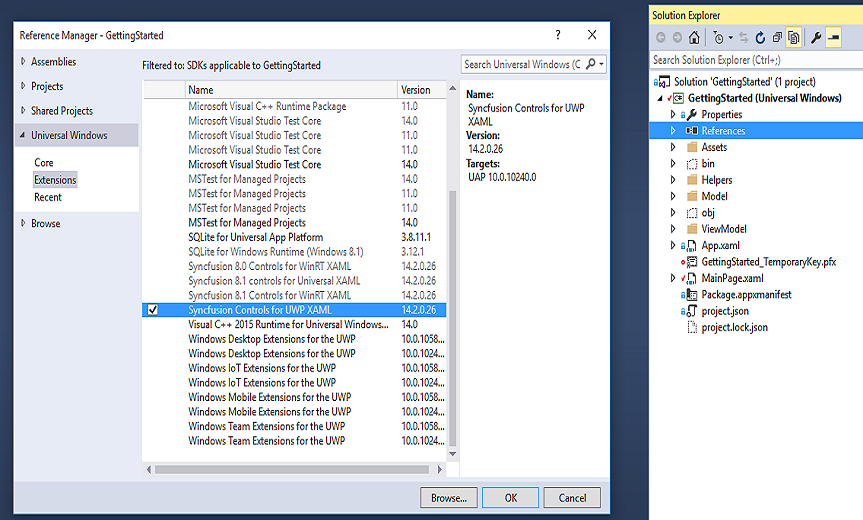 Reference Manager - GettingStarted
? ×
Assemblies
Projects
Shared Projects
Universal Windows
Core
Extensions
Recent
Browse
Filtered to: SDKs applicable to GettingStarted
Search Universal Windows (C
Name Version
Microsoft Visual C++ Runtime Package 11.0
Microsoft Visual Studio Test Core 14.0
Microsoft Visual Studio Test Core 11.0
Microsoft Visual Studio Test Core 11.0
Microsoft Visual Studio Test Core 14.0
MSTest for Managed Projects 14.0
MSTest for Managed Projects 11.0
MSTest for Managed Projects 11.0
MSTest for Managed Projects 14.0
SQLite for Universal App Platform 3.8.11.1
SQLite for Windows Runtime (Windows 8.1) 3.12.1
Syncfusion 8.0 Controls for WinRT XAML 14.2.0.26
Syncfusion 8.1 controls for Universal XAML 14.2.0.26
Syncfusion 8.1 Controls for WinRT XAML 14.2.0.26
Syncfusion Controls for UWP XAML 14.2.0.26
Visual C++ 2015 Runtime for Universal Windows... 14.0
Windows Desktop Extensions for the UWP 10.0.1058...
Windows Desktop Extensions for the UWP 10.0.1024...
Windows IoT Extensions for the UWP 10.0.1058...
Windows IoT Extensions for the UWP 10.0.1024...
Windows Mobile Extensions for the UWP 10.0.1058...
Windows Mobile Extensions for the UWP 10.0.1024...
Windows Team Extensions for the UWP 10.0.1058...
Windows Team Extensions for the UWP 10.0.1024...
Name:
Syncfusion Controls for UWP
XAML
Version:
14.2.0.26
Targets:
UAP 10.0.10240.0
Browse... OK Cancel
Solution Explorer
Search Solution Explorer (Ctrl+;)
Solution 'GettingStarted' (1 project)
C# GettingStarted (Universal Windows)
Properties
References
Assets
bin
Helpers
Model
obj
ViewModel
App.xaml
GettingStarted_TemporaryKey.pfx
MainPage.xaml
Package.appxmanifest
project.json
project.lock.json